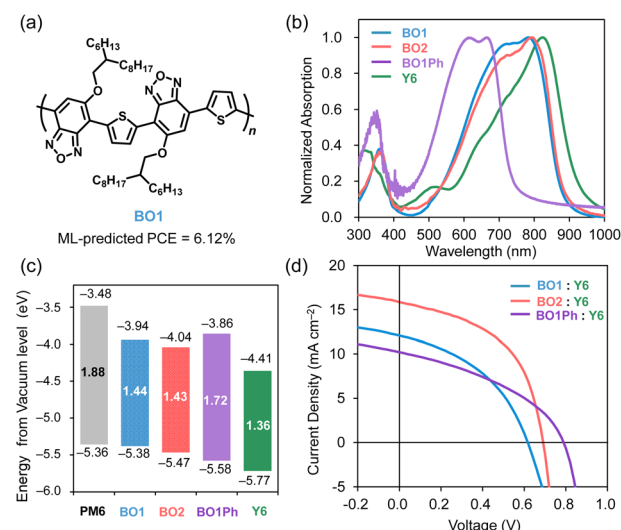 (a)
C6H13
C8H17
O
N O N
S
S
n
N O N
O
C8H17
C6H13
BO1
ML-predicted PCE = 6.12%
(b)
BO1
BO2
BO1Ph
Y6
Normalized Absorption
1.0
0.8
0.6
0.4
0.2
0.0
300 400 500 600 700 800 900 1000
Wavelength (nm)
(c)
Energy from Vacuum level (eV)
−3.5
−4.0
−4.5
−5.0
−5.5
−6.0
−3.48
−3.94
−4.04
−3.86
−4.41
1.88
1.44
1.43
1.72
1.36
−5.36
−5.38
−5.47
−5.58
−5.77
PM6 BO1 BO2 BO1Ph Y6
(d)
BO1 : Y6
BO2 : Y6
BO1Ph : Y6
Current Density (mA cm−2)
20
15
10
5
0
-5
-0.2 0.0 0.2 0.4 0.6 0.8 1.0
Voltage (V)